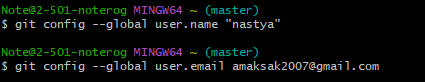 Note@2-501-noterog MINGW64 ~ (master)
$ git config --global user.name "nastya"
Note@2-501-noterog MINGW64 ~ (master)
$ git config --global user.email amaksak2007@gmail.com